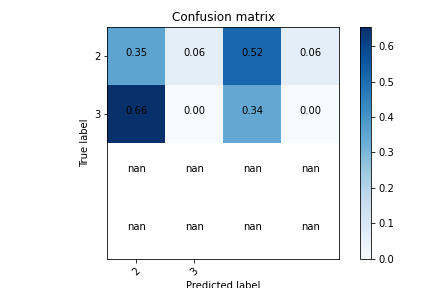 Confusion matrix
2 0.35 0.06 0.52 0.06
3 0.66 0.00 0.34 0.00
nan nan nan nan
nan nan nan nan
True label
2 3
Predicted label
0.6
0.5
0.4
0.3
0.2
0.1
0.0